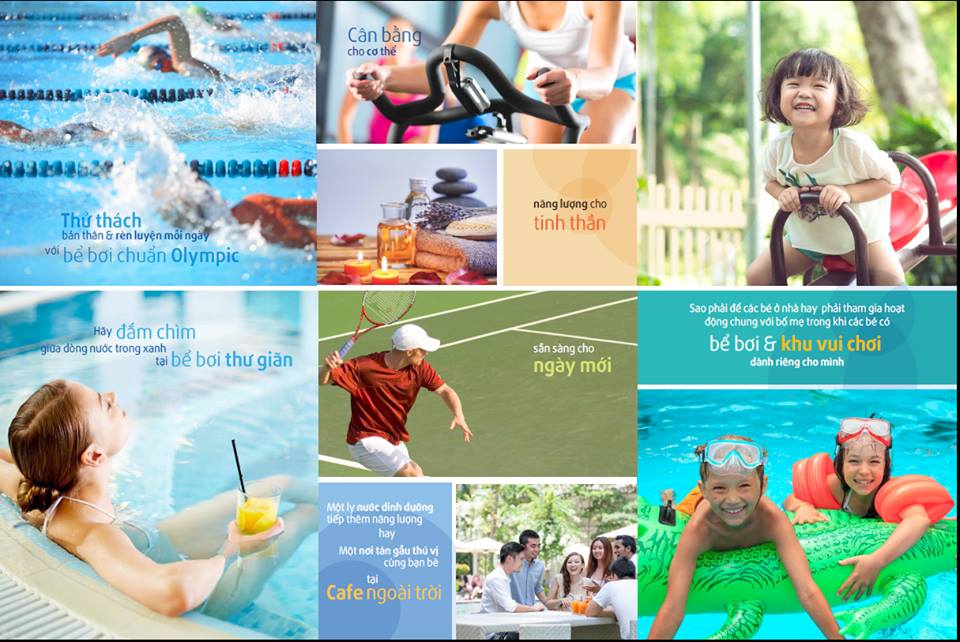 Cân bằng
cho cơ thể
Thử thách
bản thân & rèn luyện mỗi ngày
với bể bơi chuẩn Olympic
năng lượng cho
tinh thần
Hãy đắm chìm
giữa dòng nước trong xanh
tại bể bơi thư giãn
sẵn sàng cho
ngày mới
Sao phải để các bé ở nhà hay phải tham gia hoạt
động chung với bố mẹ trong khi các bé có
bể bơi & khu vui chơi
dành riêng cho mình
Một ly nước dinh dưỡng
tiếp thêm năng lượng
hay
Một nơi tán gẫu thú vị
cùng bạn bè
tại
Cafe ngoài trời